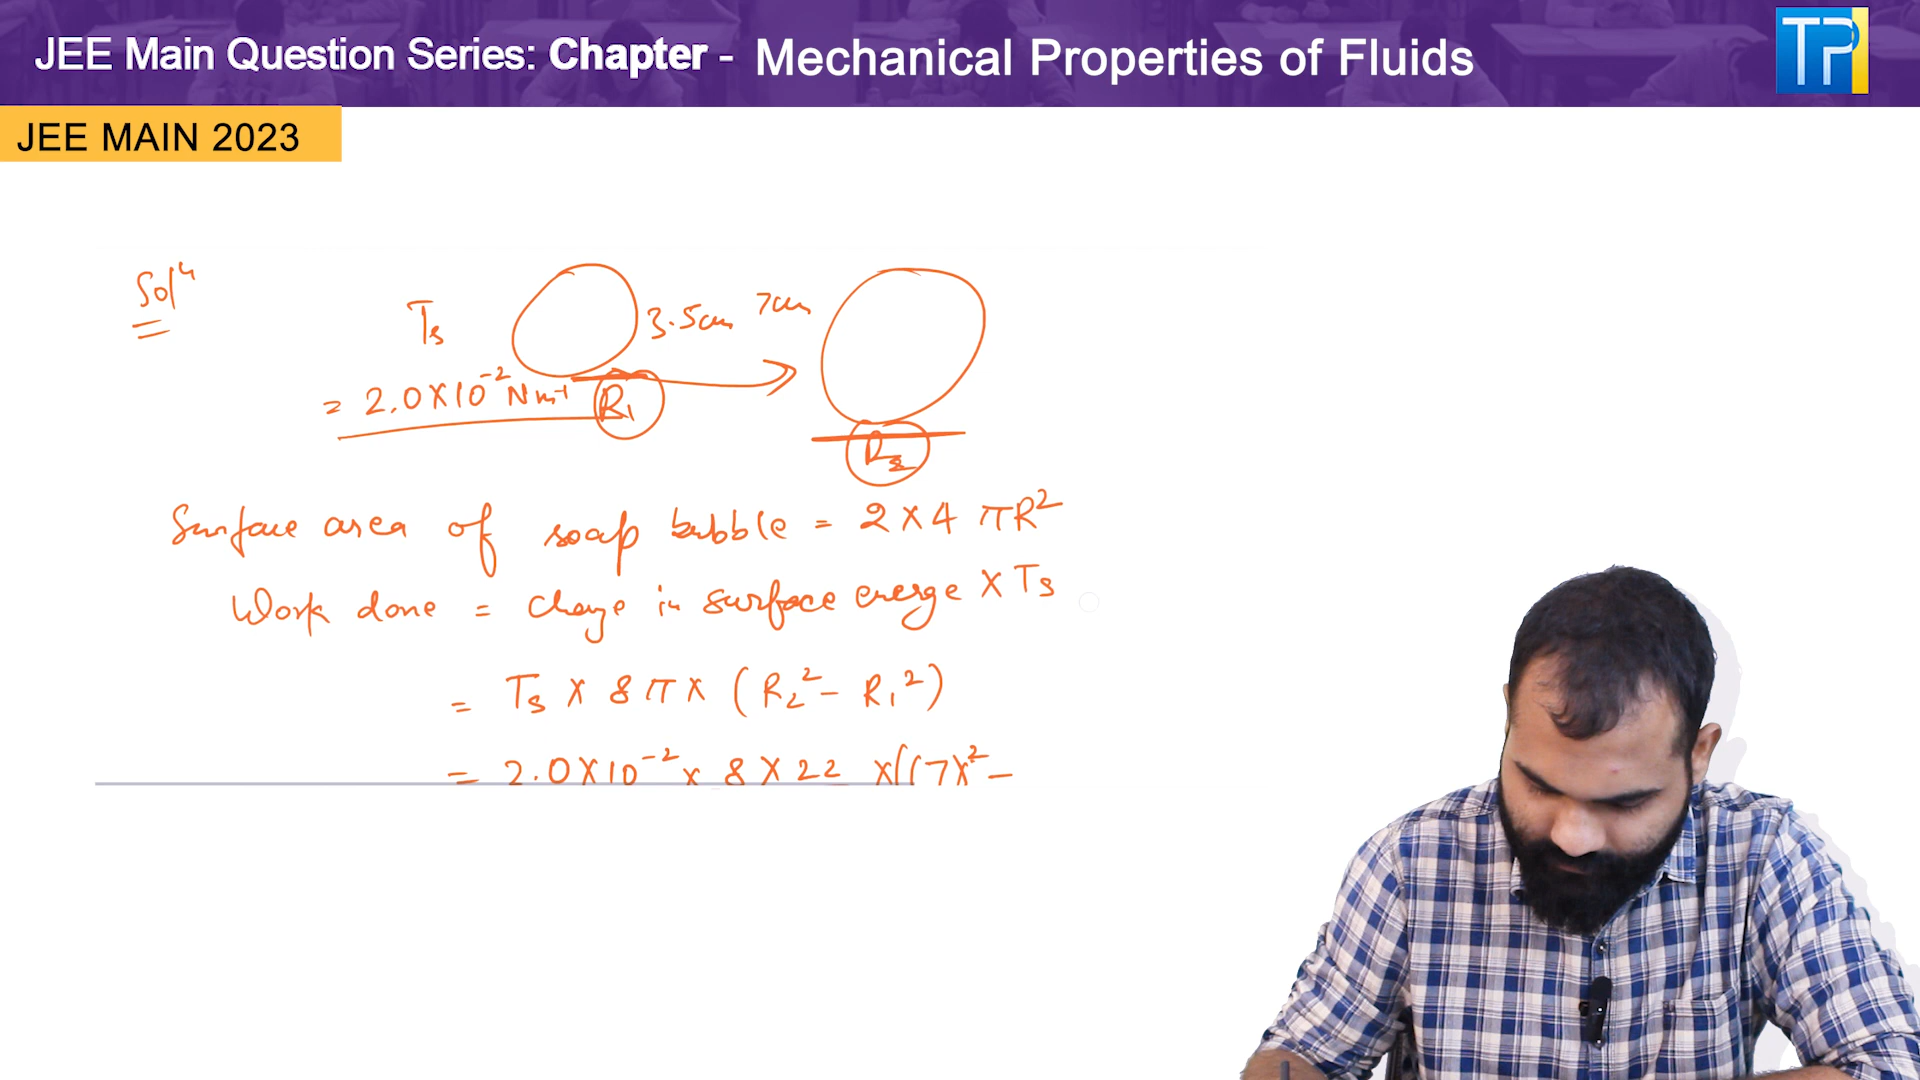 JEE Main Question Series: Chapter - Mechanical Properties of Fluids
TP
JEE MAIN 2023
Solⁿ
Ts 3.5cm 7cm
= 2.0×10⁻² Nm⁻¹ R₁
R₂
Surface area of soap bubble = 2×4 πR²
Work done = change in surface energe × Ts
= Ts × 8π × (R₂² - R₁²)
= 2.0×10⁻² × 8×22 ×((7×²-